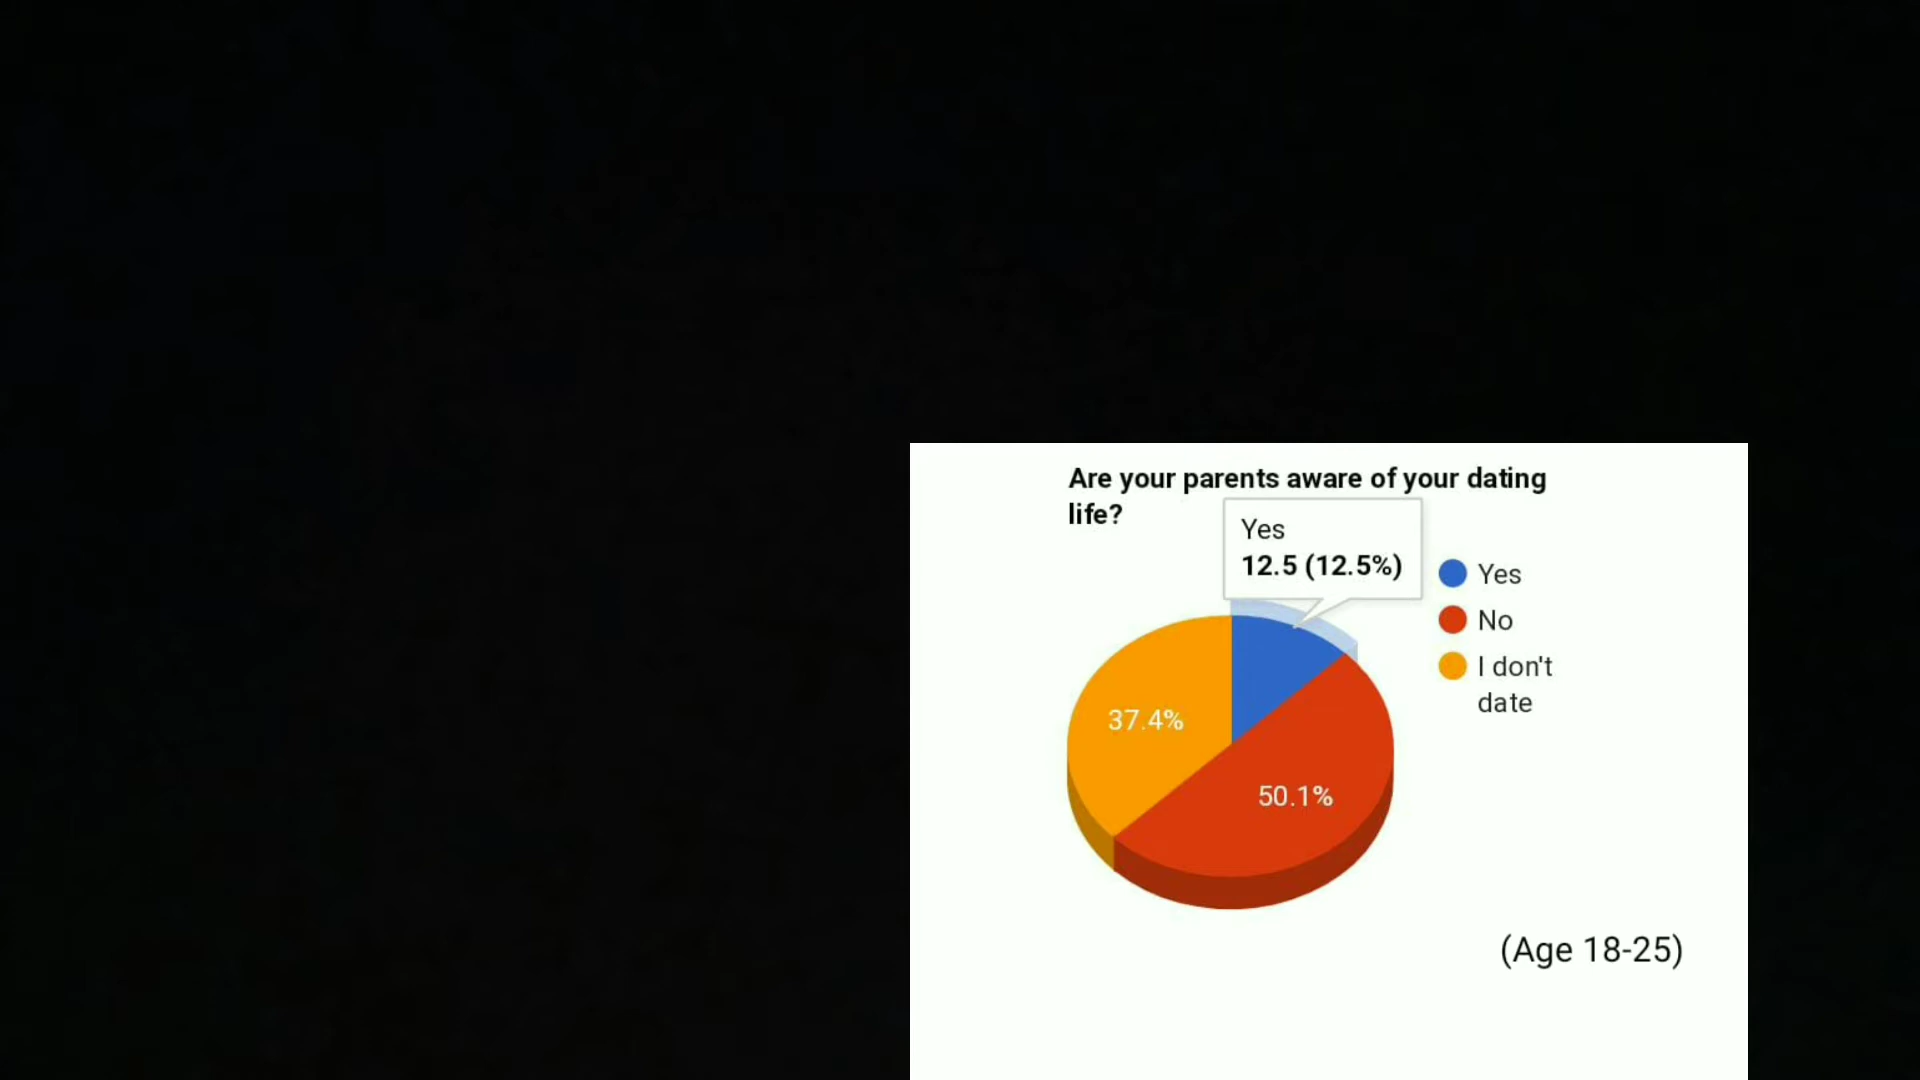 Are your parents aware of your dating
life?
Yes
12.5 (12.5%)
Yes
No
I don't
date
37.4%
50.1%
(Age 18-25)